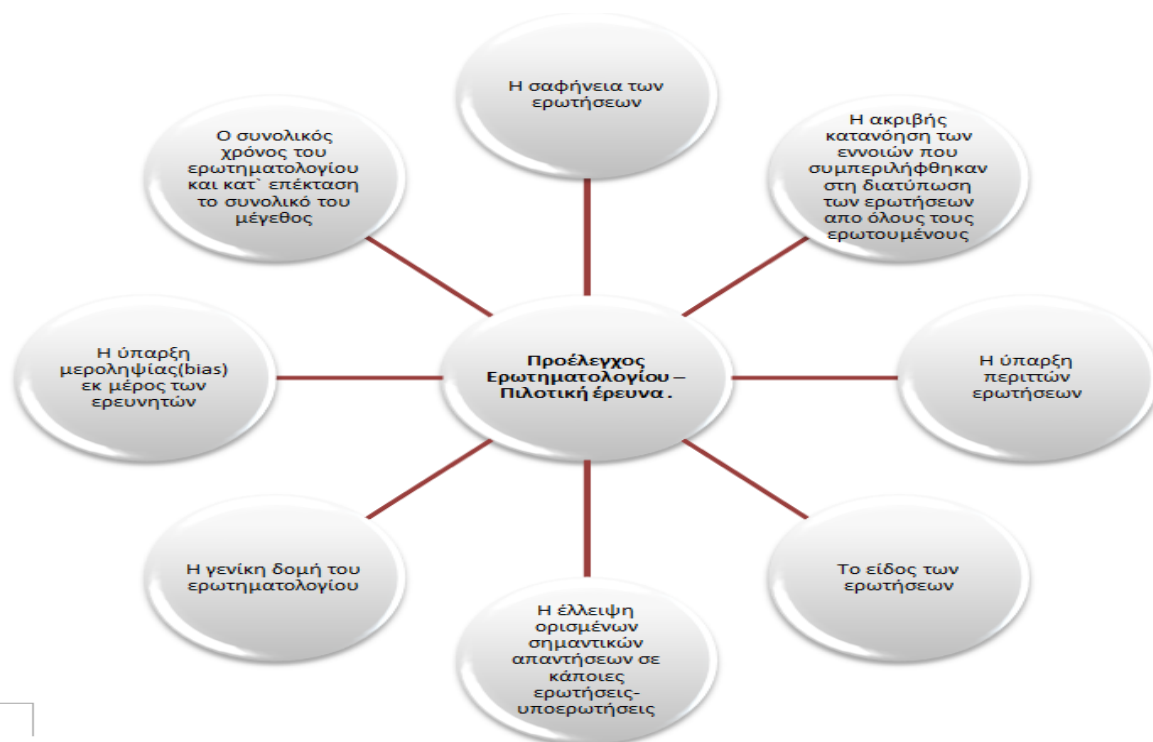 Η σαφήνεια των
ερωτήσεων
Η ακριβής
κατανόηση των
εννοιών που
συμπεριλήφθηκαν
στη διατύπωση
των ερωτήσεων
απο όλους τους
ερωτουμένους
Η ύπαρξη
περιττών
ερωτήσεων
Το είδος των
ερωτήσεων
Η έλλειψη
ορισμένων
σημαντικών
απαντήσεων σε
κάποιες
ερωτήσεις-
υποερωτήσεις
Η γενίκη δομή του
ερωτηματολογίου
Η ύπαρξη
μεροληψίας(bias)
εκ μέρος των
ερευνητών
Ο συνολικός
χρόνος του
ερωτηματολογίου
και κατ` επέκταση
το συνολικό του
μέγεθος
Προέλεγχος
Ερωτηματολογίου –
Πιλοτική έρευνα .